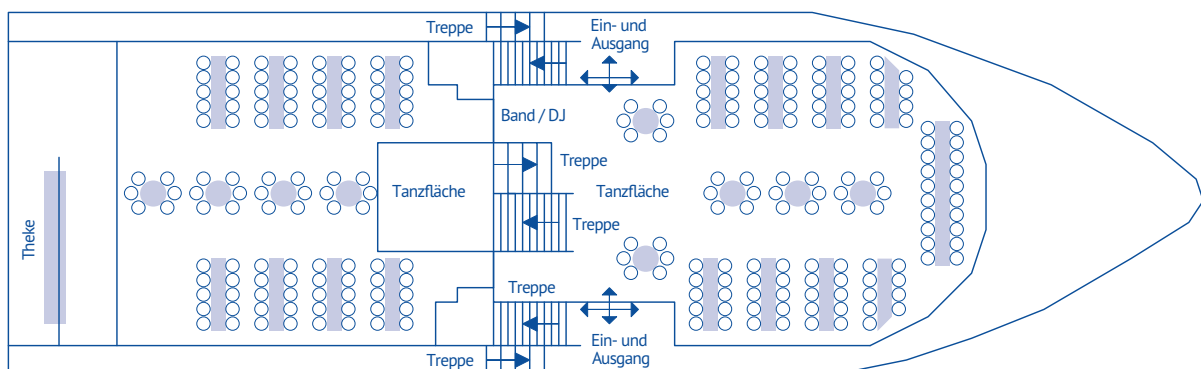 Treppe
Ein- und
Ausgang
Band / DJ
Treppe
Tanzfläche
Tanzfläche
Treppe
Theke
Treppe
Ein- und
Ausgang
Treppe